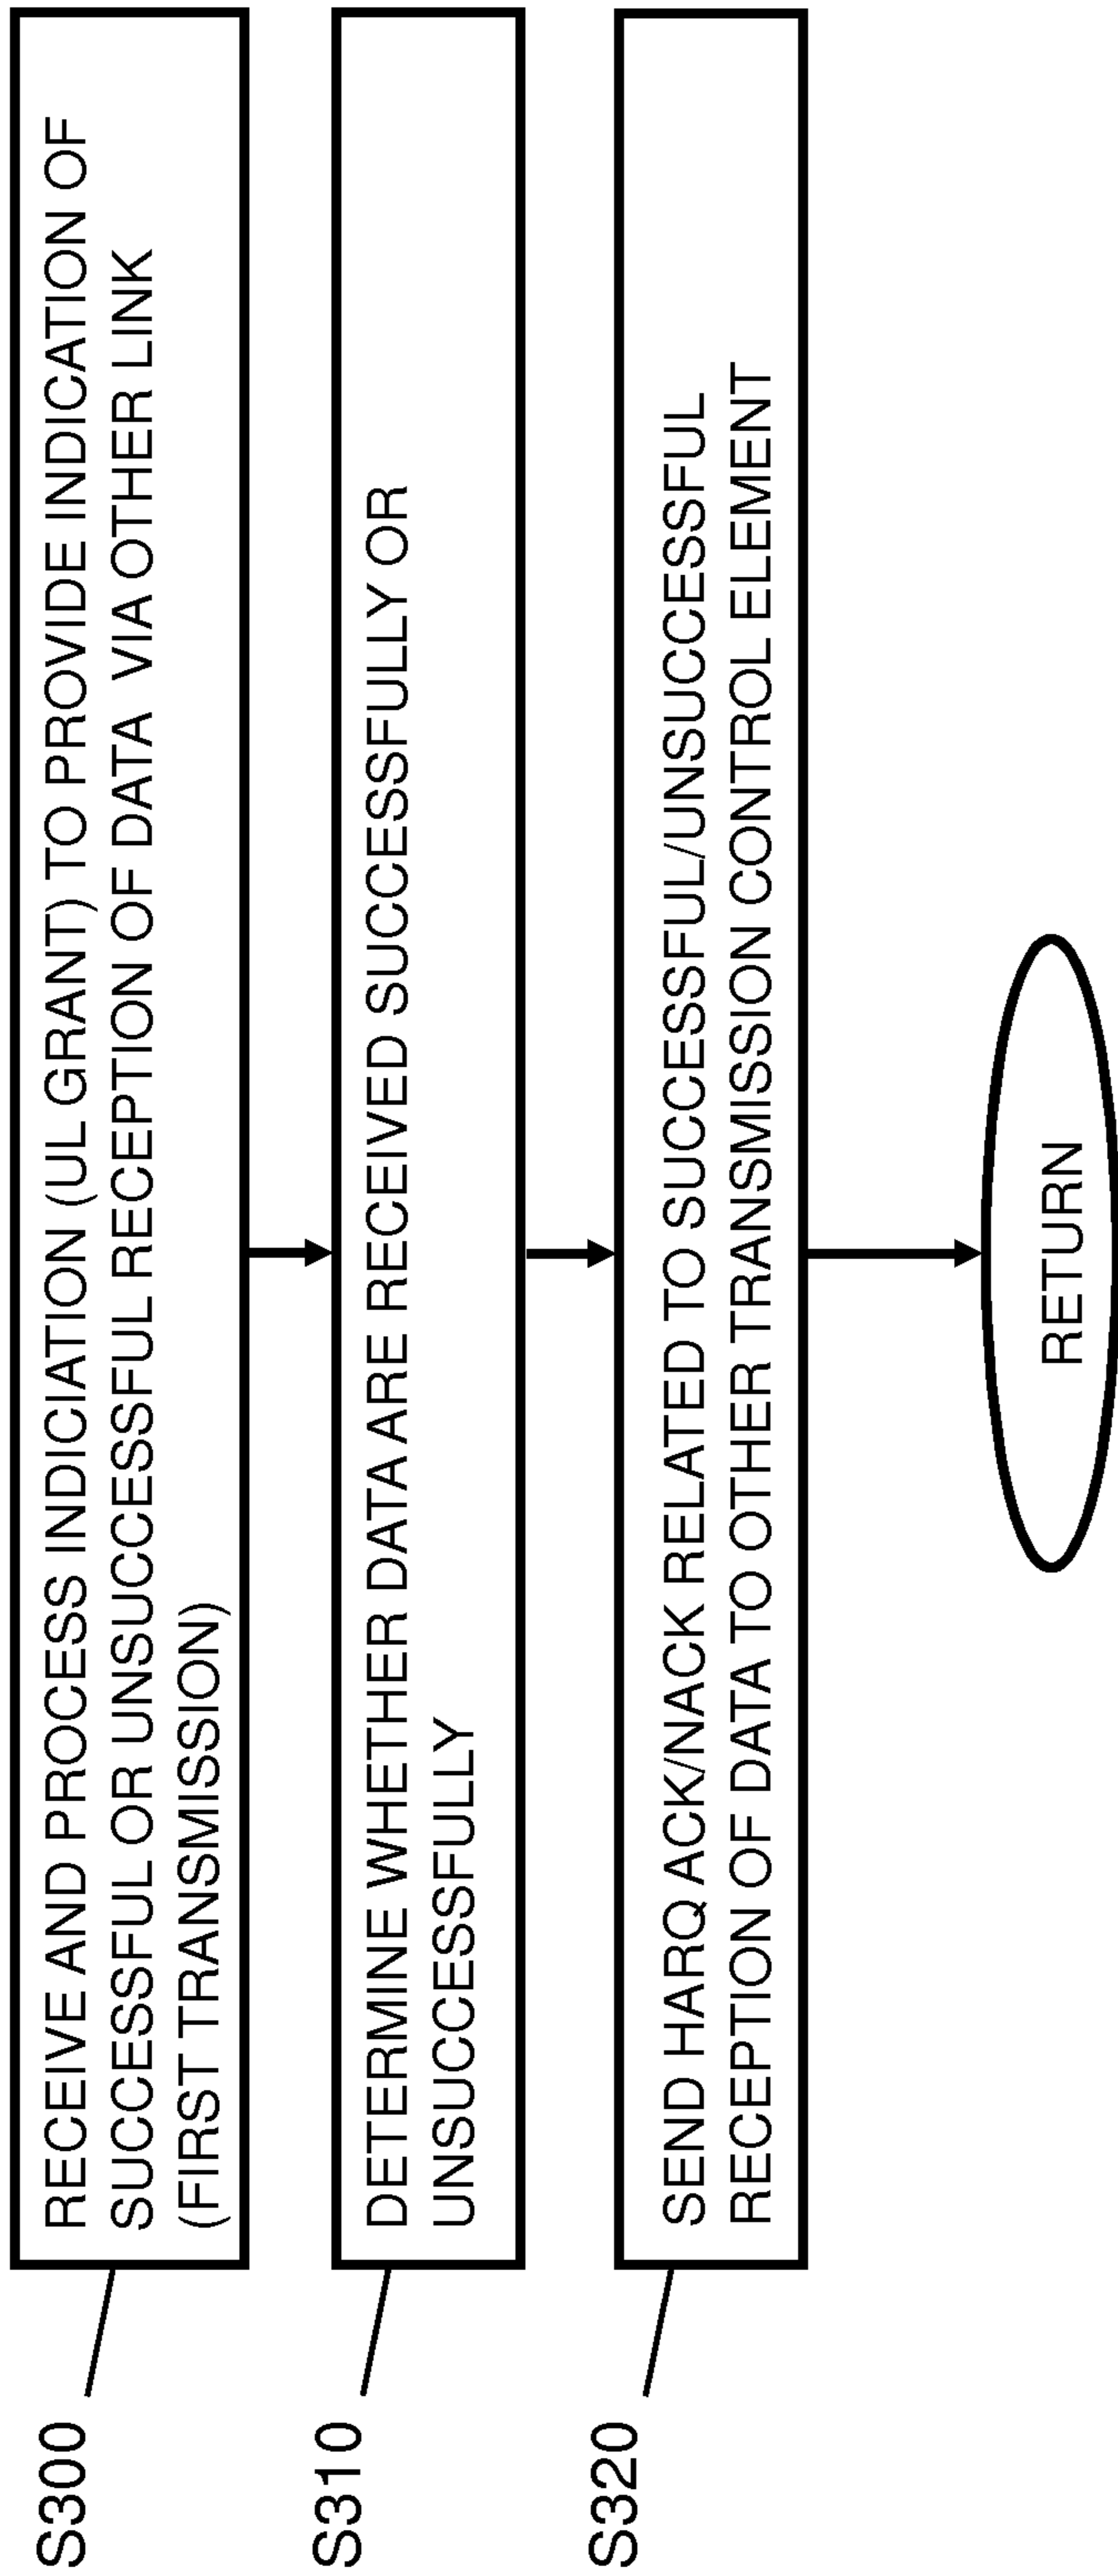 S300
RECEIVE AND PROCESS INDICIATION (UL GRANT) TO PROVIDE INDICATION OF
SUCCESSFUL OR UNSUCCESSFUL RECEPTION OF DATA VIA OTHER LINK
(FIRST TRANSMISSION)
S310
DETERMINE WHETHER DATA ARE RECEIVED SUCCESSFULLY OR
UNSUCCESSFULLY
S320
SEND HARQ ACK/NACK RELATED TO SUCCESSFUL/UNSUCCESSFUL
RECEPTION OF DATA TO OTHER TRANSMISSION CONTROL ELEMENT
RETURN